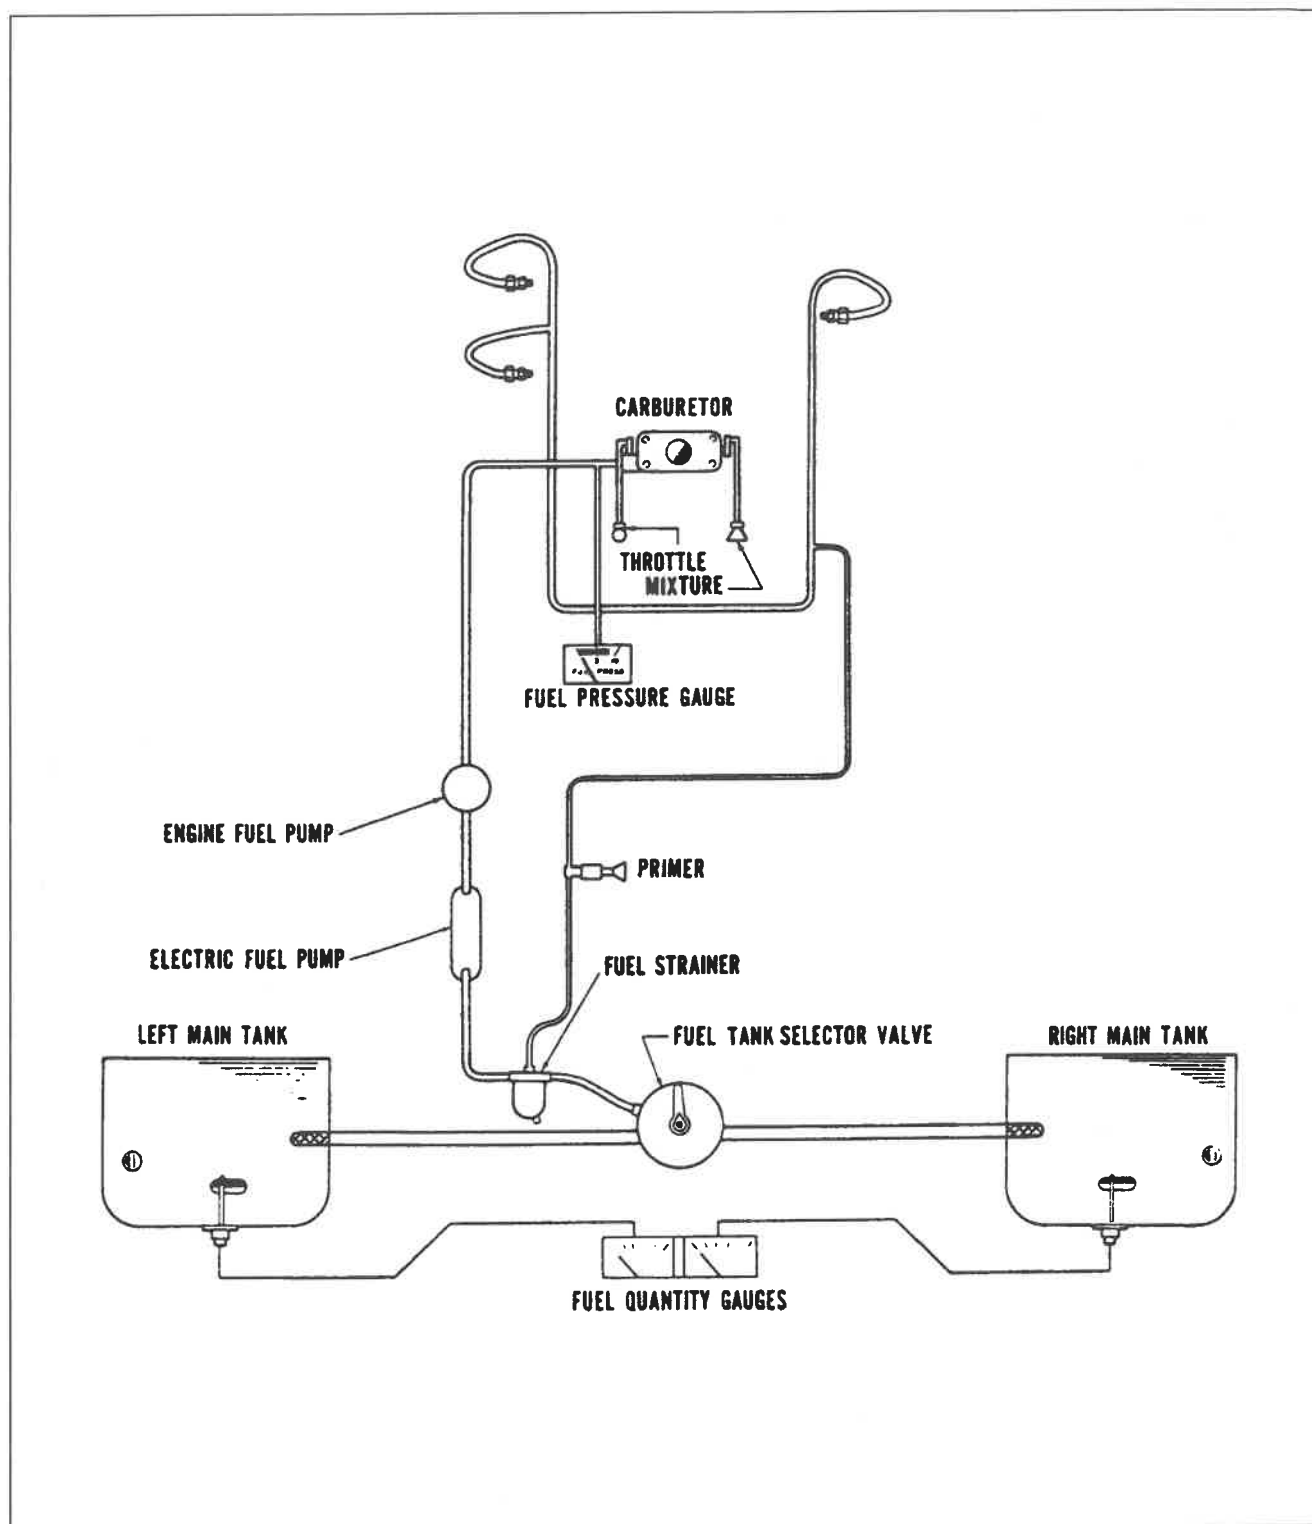 CARBURETOR
THROTTLE
MIXTURE
FUEL PRESSURE GAUGE
ENGINE FUEL PUMP
PRIMER
ELECTRIC FUEL PUMP
FUEL STRAINER
LEFT MAIN TANK
FUEL TANK SELECTOR VALVE
RIGHT MAIN TANK
FUEL QUANTITY GAUGES